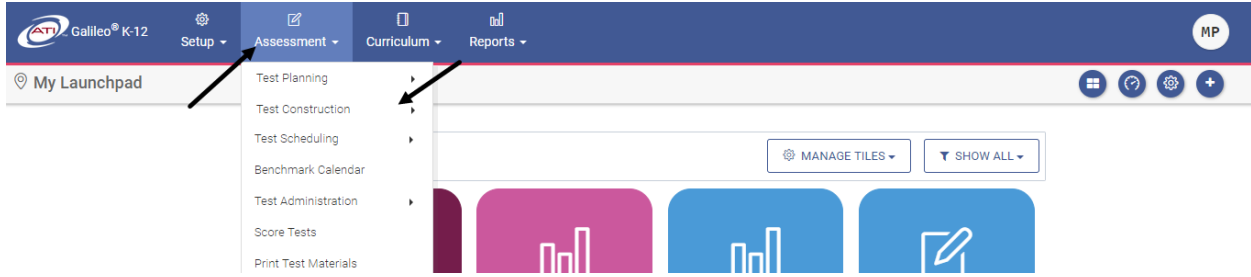 ATI Galileo® K-12
Setup
Assessment
Curriculum
Reports
MP
My Launchpad
Test Planning
Test Construction
Test Scheduling
Benchmark Calendar
Test Administration
Score Tests
Print Test Materials
MANAGE TILES
SHOW ALL